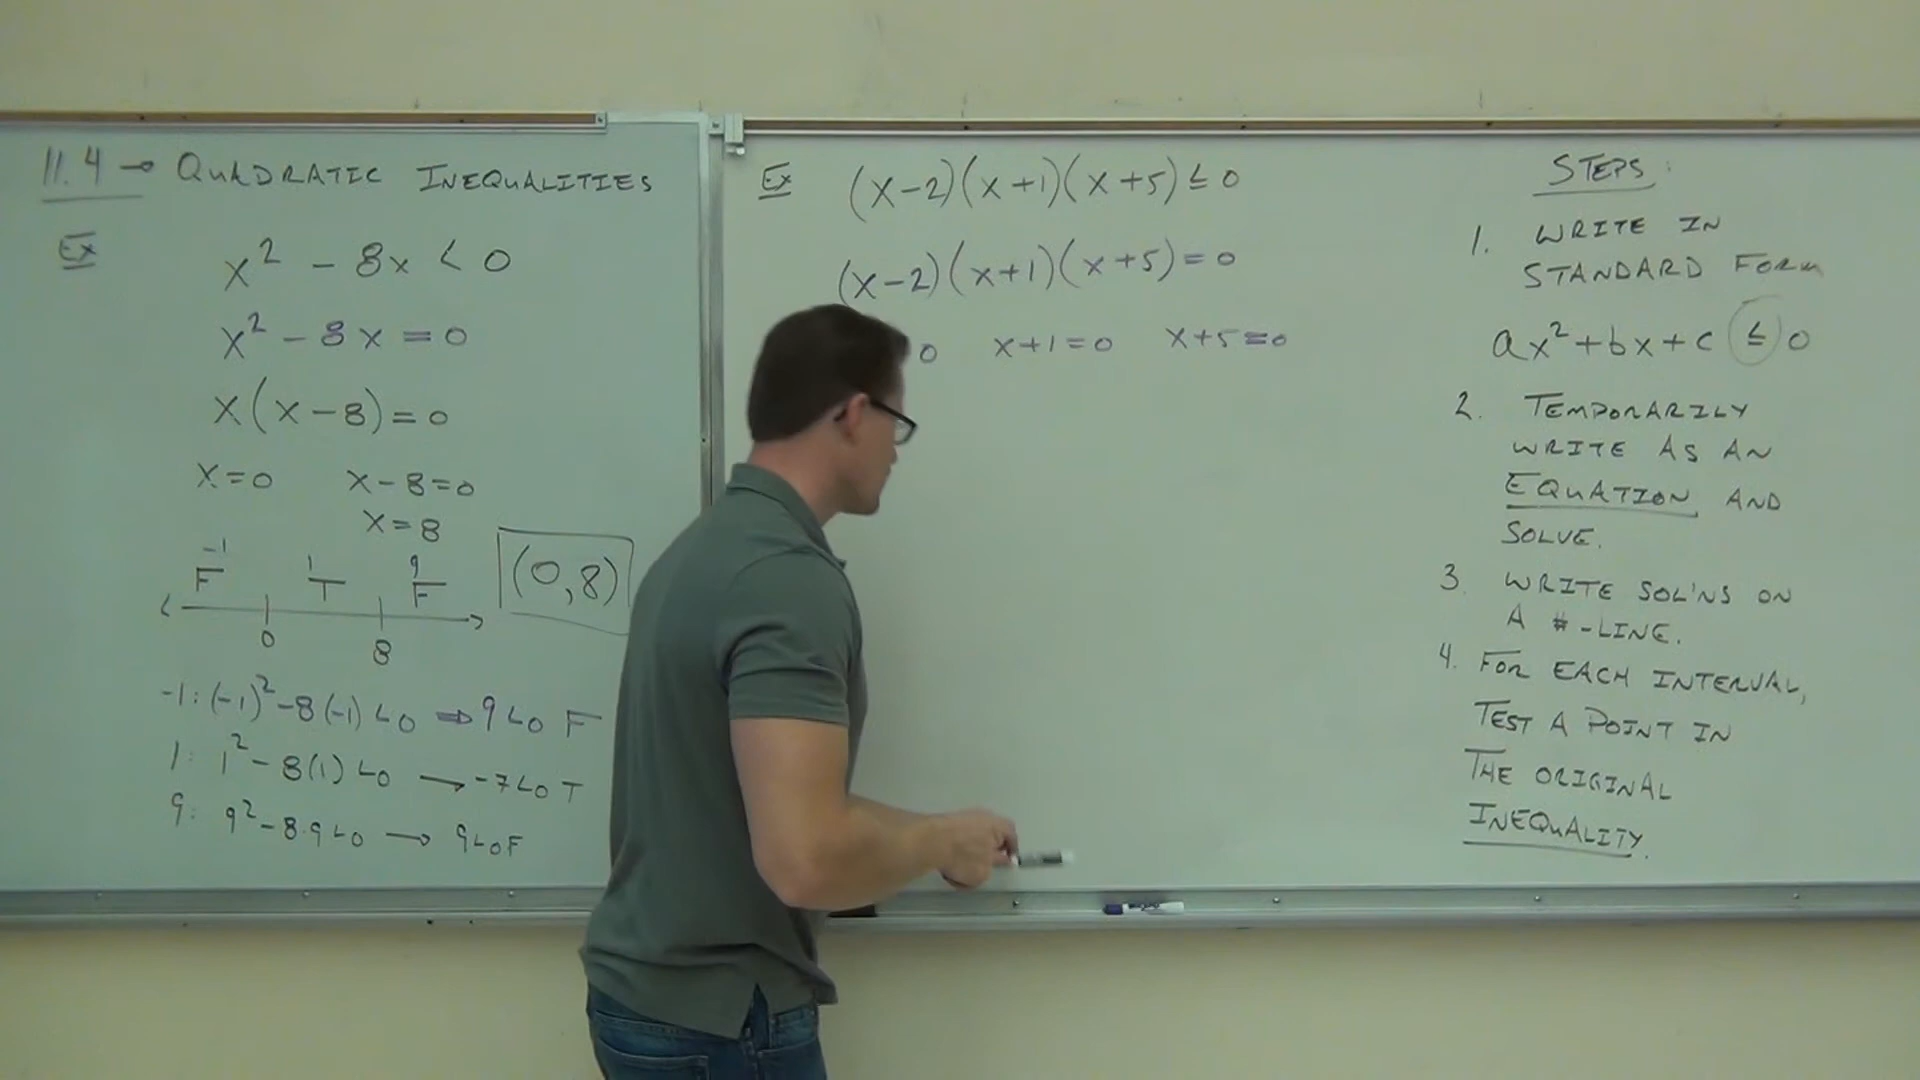 11.4 → QUADRATIC INEQUALITIES
Ex
x² - 8x < 0
x² - 8x = 0
x(x-8) = 0
x=0 x-8=0
x=8
-1 1 9
F T F
(0,8)
0 8
-1: (-1)² -8(-1) <0 ⇒ 9<0 F
1: 1² - 8(1) <0 → -7<0 T
9: 9² - 8·9 <0 → 9<0 F
Ex (x-2)(x+1)(x+5) ≤ 0
(x-2)(x+1)(x+5) = 0
0 x+1=0 x+5=0
STEPS:
1. WRITE IN
STANDARD FORM
ax²+bx+c ≤ 0
2. TEMPORARILY
WRITE AS AN
EQUATION AND
SOLVE.
3. WRITE SOL'NS ON
A #-LINE.
4. FOR EACH INTERVAL,
TEST A POINT IN
THE ORIGINAL
INEQUALITY.